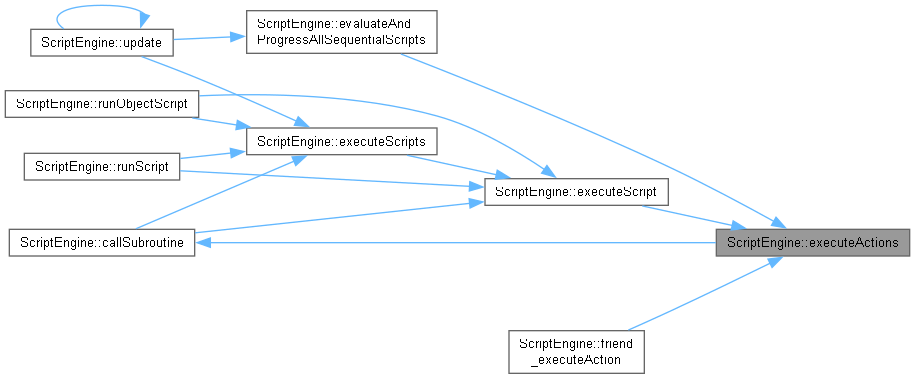 ScriptEngine::evaluateAnd
ProgressAllSequentialScripts
ScriptEngine::update
ScriptEngine::runObjectScript
ScriptEngine::executeScripts
ScriptEngine::runScript
ScriptEngine::executeScript
ScriptEngine::callSubroutine
ScriptEngine::executeActions
ScriptEngine::friend
_executeAction